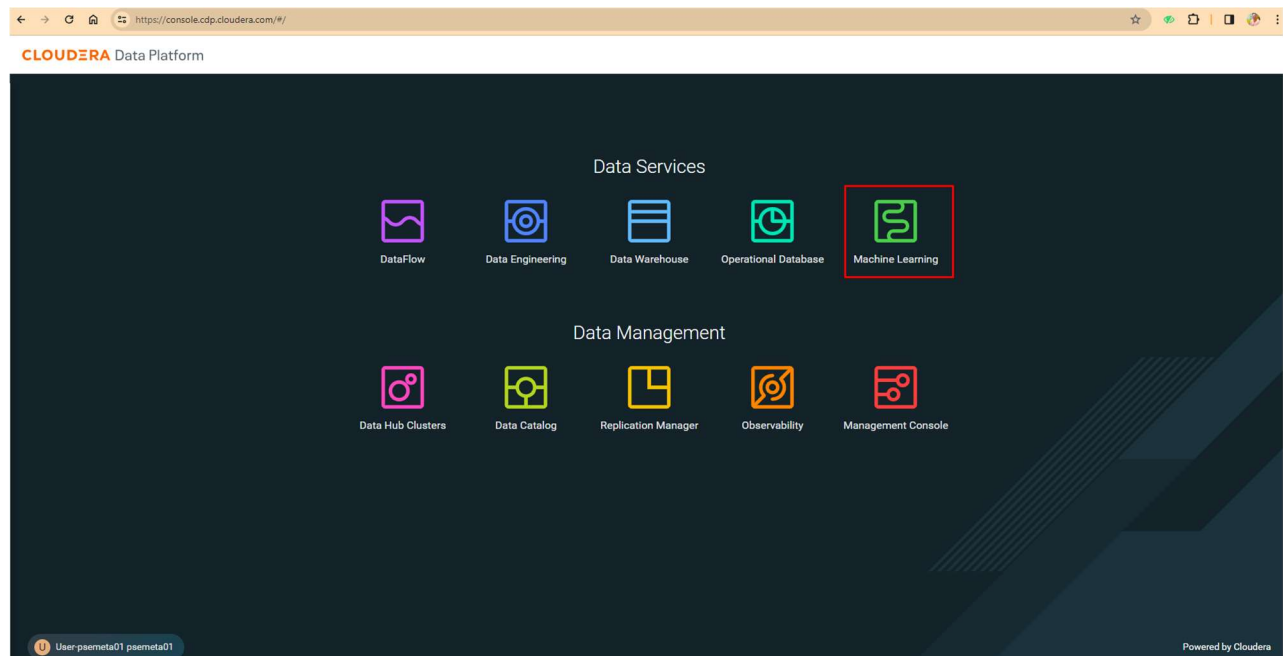 https://console.cdp.cloudera.com/#/
CLOUDERA Data Platform
Data Services
DataFlow
Data Engineering
Data Warehouse
Operational Database
Machine Learning
Data Management
Data Hub Clusters
Data Catalog
Replication Manager
Observability
Management Console
U User-psemeta01 psemeta01
Powered by Cloudera